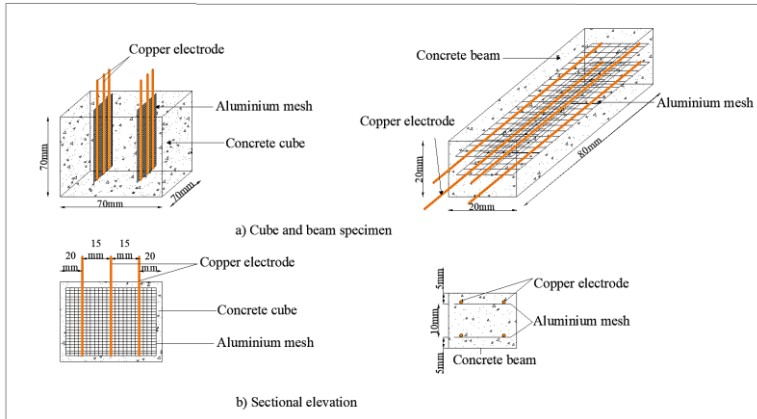 Copper electrode
Aluminium mesh
Concrete cube
70mm
70mm
70mm
Concrete beam
Aluminium mesh
Copper electrode
20mm
20mm
80mm
a) Cube and beam specimen
20
mm
15
mm
15
mm
20
mm
Copper electrode
Concrete cube
Aluminium mesh
5mm
10mm
5mm
Copper electrode
Aluminium mesh
Concrete beam
b) Sectional elevation